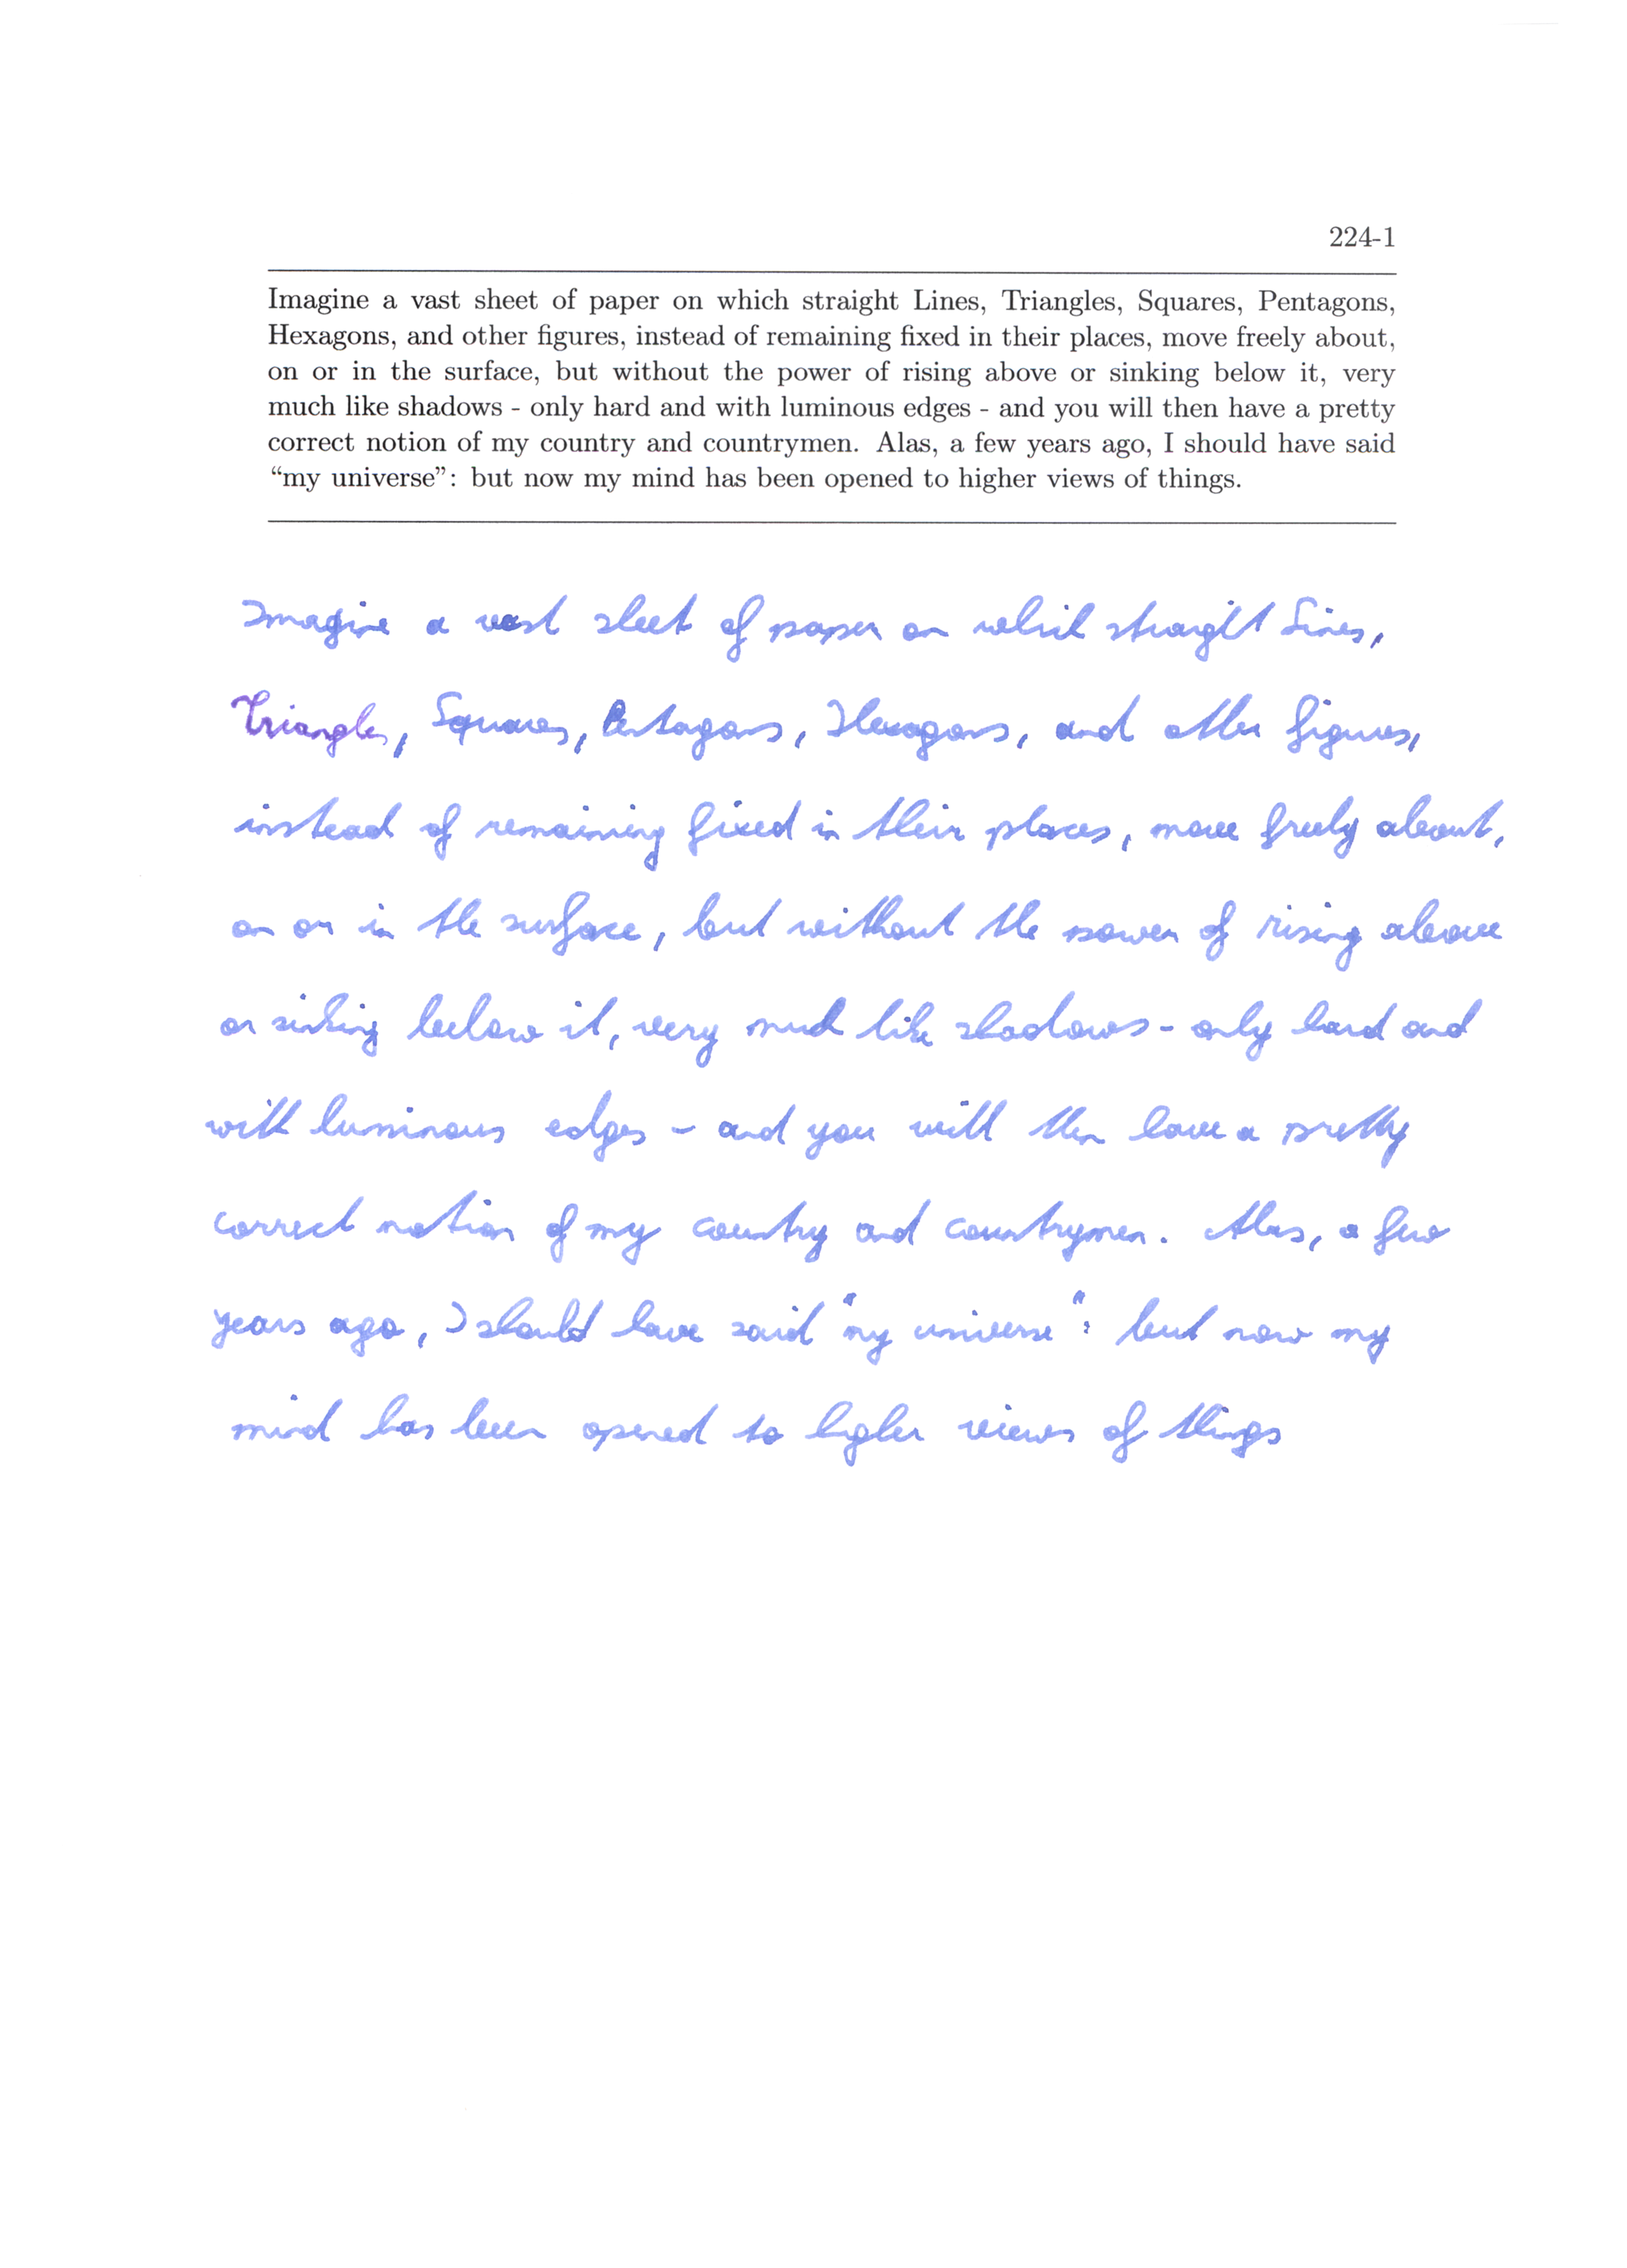 224-1
Imagine a vast sheet of paper on which straight Lines, Triangles, Squares, Pentagons,
Hexagons, and other figures, instead of remaining fixed in their places, move freely about,
on or in the surface, but without the power of rising above or sinking below it, very
much like shadows - only hard and with luminous edges - and you will then have a pretty
correct notion of my country and countrymen. Alas, a few years ago, I should have said
“my universe”: but now my mind has been opened to higher views of things.
Imagine a vast sheet of paper on which straight Lines,
Triangles, Squares, Pentagons, Hexagons, and other figures,
instead of remaining fixed in their places, move freely about,
on or in the surface, but without the power of rising above
or sinking below it, very much like shadows - only hard and
with luminous edges - and you will then have a pretty
correct notion of my country and countrymen. Alas, a few
years ago, I should have said "my universe": but now my
mind has been opened to higher views of things